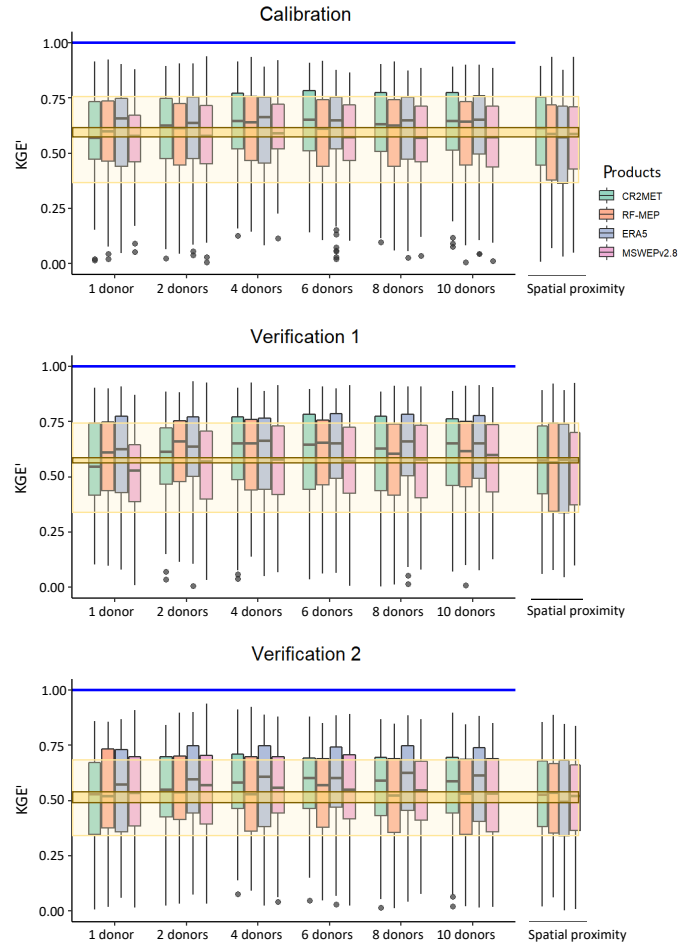 Calibration
1.00
0.75
0.50
0.25
0.00
KGE'
1 donor 2 donors 4 donors 6 donors 8 donors 10 donors Spatial proximity
Products
CR2MET
RF-MEP
ERA5
MSWEPv2.8
Verification 1
1.00
0.75
0.50
0.25
0.00
KGE'
1 donor 2 donors 4 donors 6 donors 8 donors 10 donors Spatial proximity
Verification 2
1.00
0.75
0.50
0.25
0.00
KGE'
1 donor 2 donors 4 donors 6 donors 8 donors 10 donors Spatial proximity